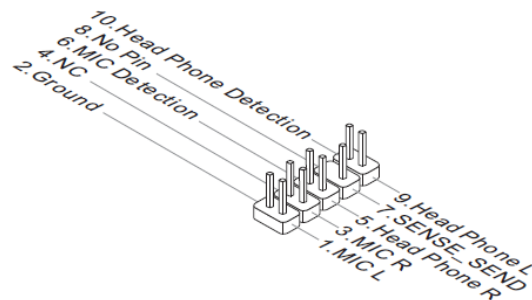 10.Head Phone Detection
8.No Pin
6.MIC Detection
4.NC
2.Ground
9.Head Phone L
7.SENSE_SEND
5.Head Phone R
3.MIC R
1.MIC L